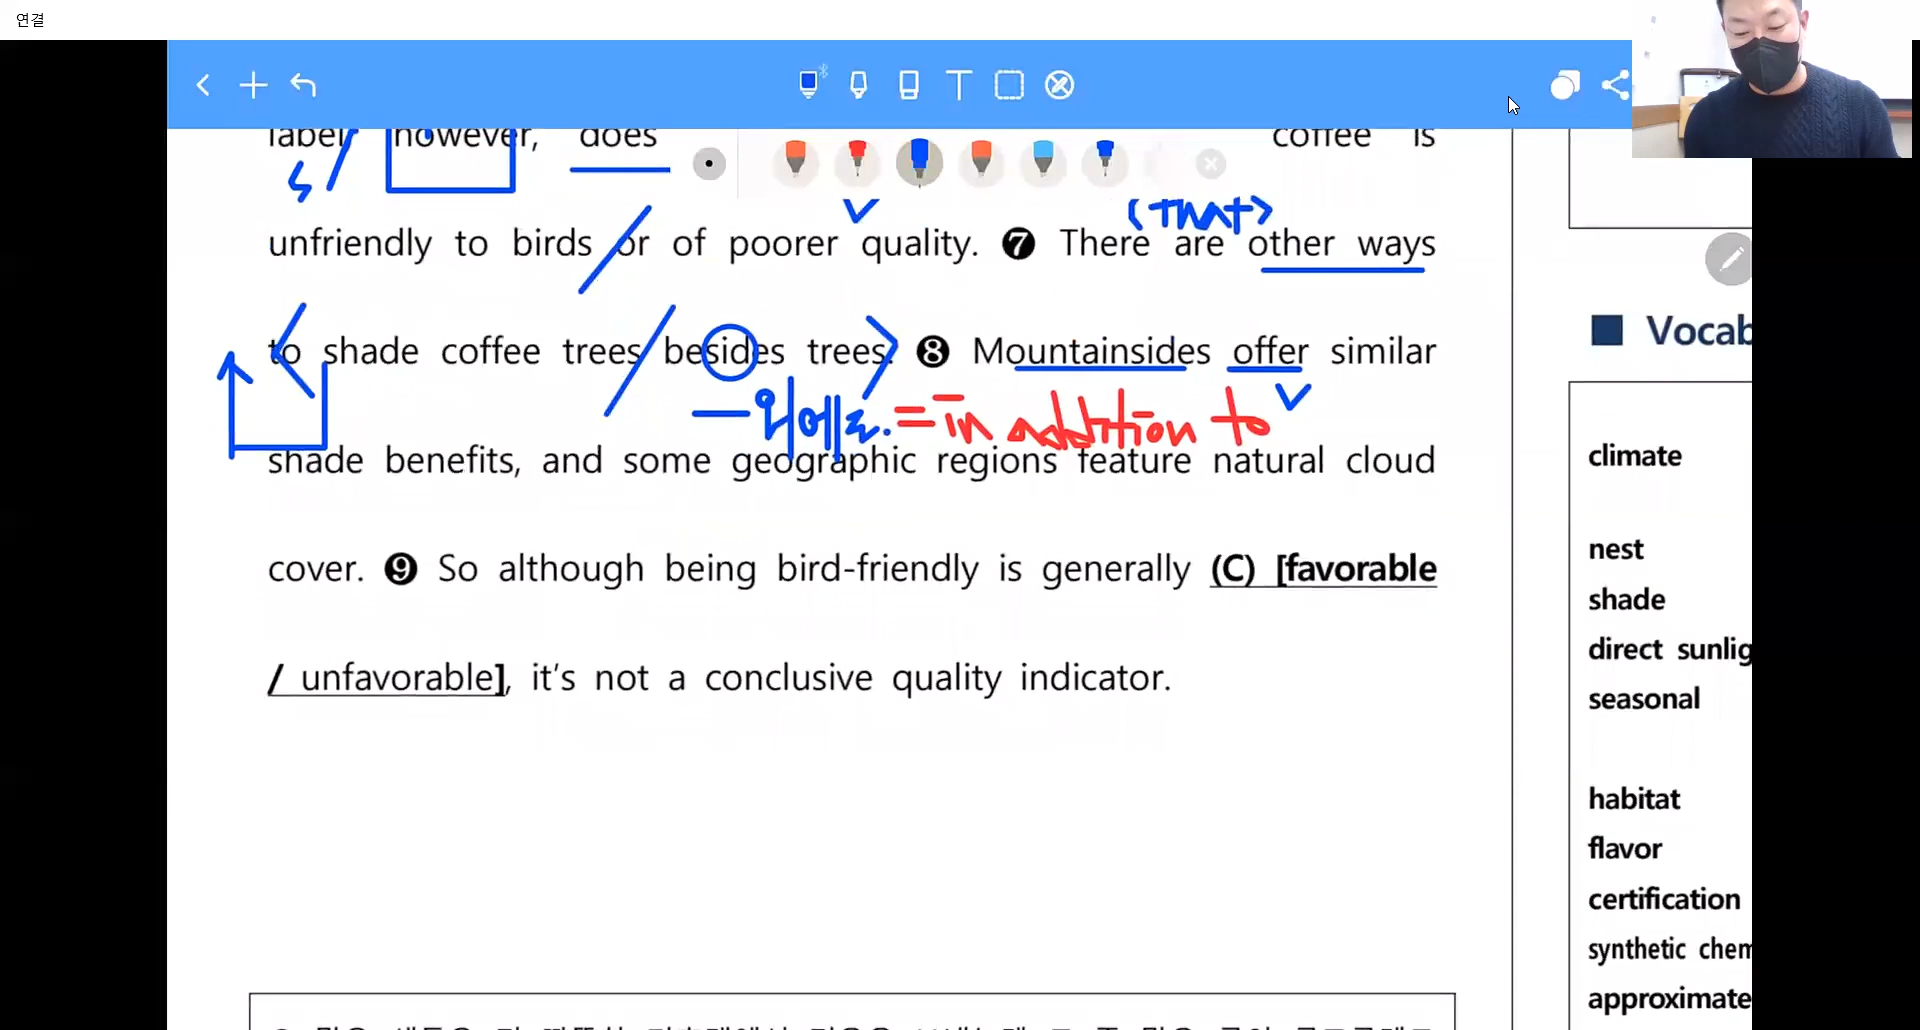 연결
label, however, does coffee is
(that)
unfriendly to birds or of poorer quality. ❼ There are other ways
to shade coffee trees besides trees. ❽ Mountainsides offer similar
—외에도. = in addition to
shade benefits, and some geographic regions feature natural cloud
cover. ❾ So although being bird-friendly is generally (C) [favorable
/ unfavorable], it's not a conclusive quality indicator.
Vocab
climate
nest
shade
direct sunlig
seasonal
habitat
flavor
certification
synthetic chem
approximate